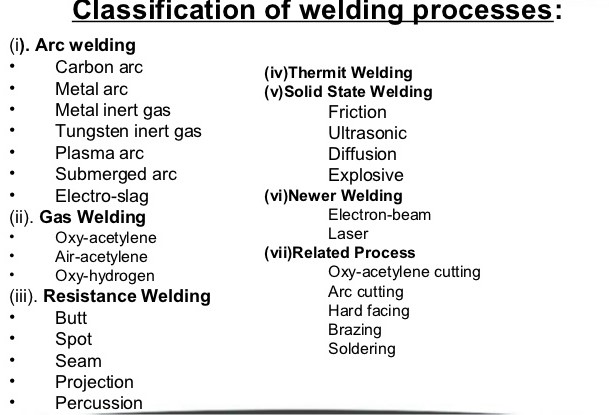 Classification of welding processes:
(i). Arc welding
• Carbon arc
• Metal arc
• Metal inert gas
• Tungsten inert gas
• Plasma arc
• Submerged arc
• Electro-slag
(ii). Gas Welding
• Oxy-acetylene
• Air-acetylene
• Oxy-hydrogen
(iii). Resistance Welding
• Butt
• Spot
• Seam
• Projection
• Percussion
(iv)Thermit Welding
(v)Solid State Welding
Friction
Ultrasonic
Diffusion
Explosive
(vi)Newer Welding
Electron-beam
Laser
(vii)Related Process
Oxy-acetylene cutting
Arc cutting
Hard facing
Brazing
Soldering